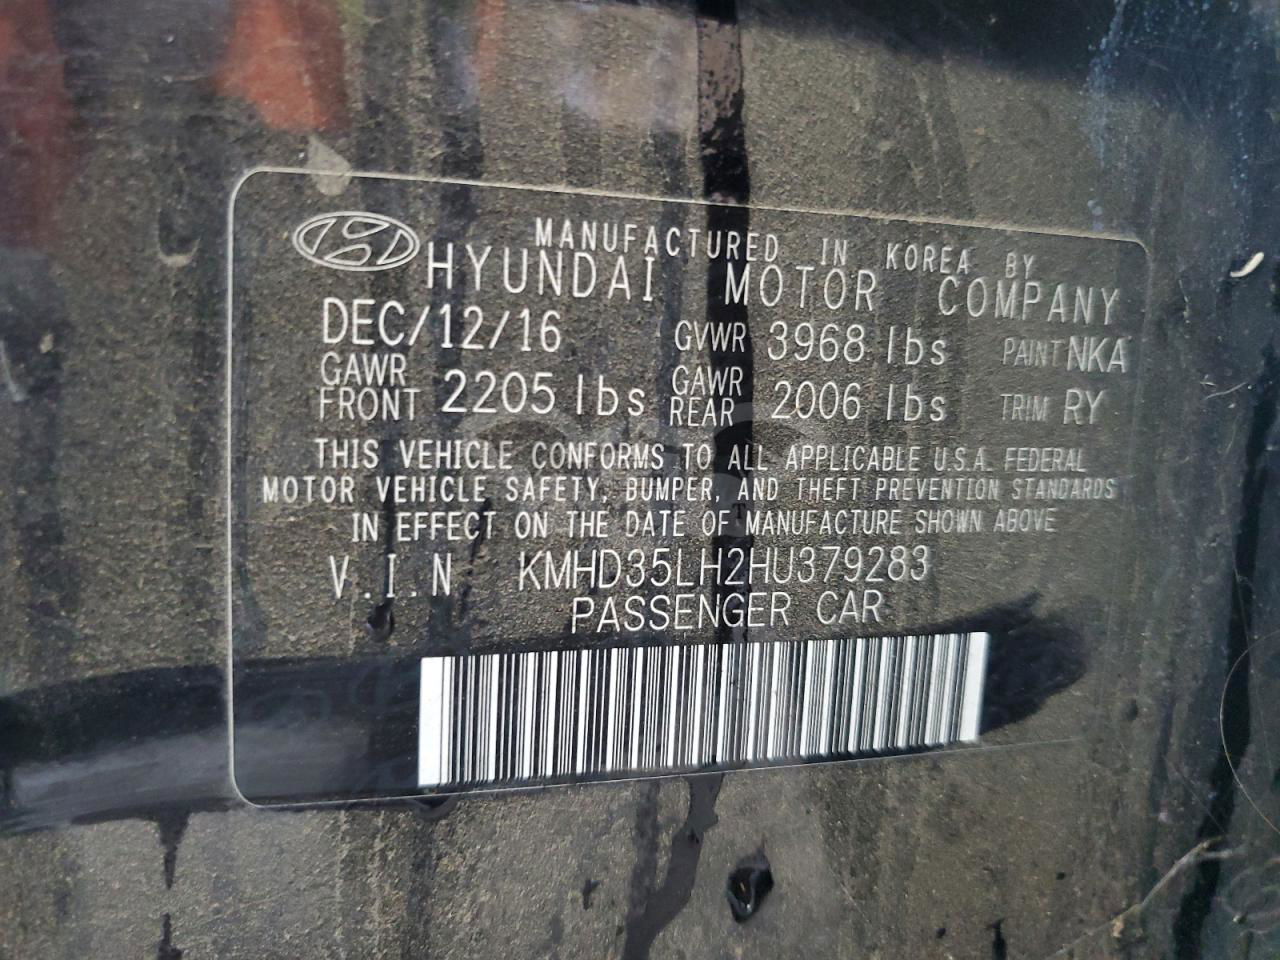 MANUFACTURED IN KOREA BY
HYUNDAI MOTOR COMPANY
DEC/12/16 GVWR 3968 lbs PAINT NKA
GAWR FRONT 2205 lbs GAWR REAR 2006 lbs TRIM RY
THIS VEHICLE CONFORMS TO ALL APPLICABLE U.S.A. FEDERAL
MOTOR VEHICLE SAFETY, BUMPER, AND THEFT PREVENTION STANDARDS
IN EFFECT ON THE DATE OF MANUFACTURE SHOWN ABOVE
V.I.N KMHD35LH2HU379283
PASSENGER CAR